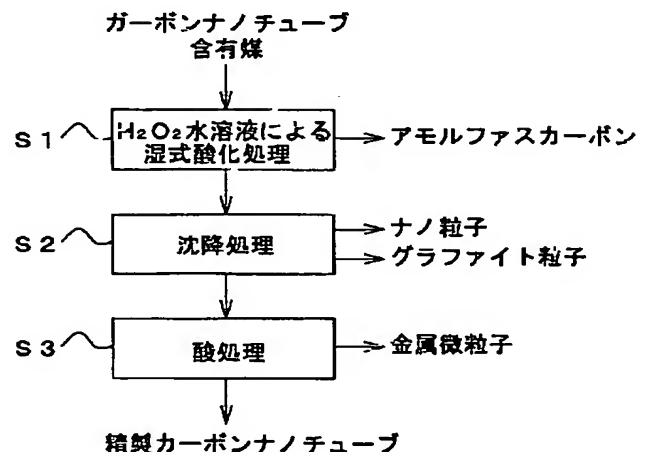 ガーボンナノチューブ
含有煤
S1
H₂O₂水溶液による
湿式酸化処理
アモルファスカーボン
S2
沈降処理
ナノ粒子
グラファイト粒子
S3
酸処理
金属微粒子
精製カーボンナノチューブ